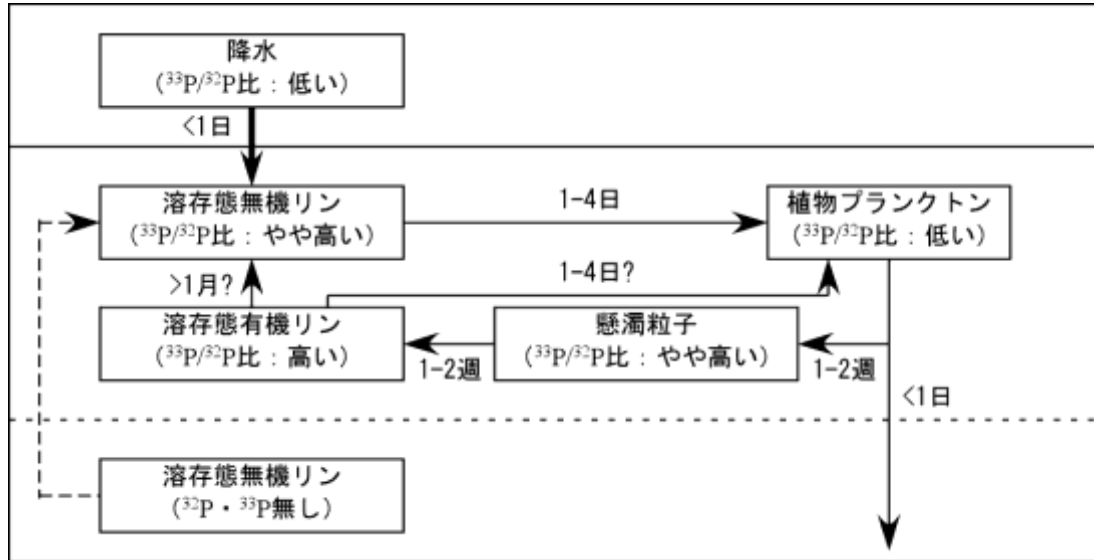 降水
(³³P/³²P比：低い)
<1日
溶存態無機リン
(³³P/³²P比：やや高い)
1-4日
植物プランクトン
(³³P/³²P比：低い)
>1月?
1-4日?
溶存態有機リン
(³³P/³²P比：高い)
1-2週
懸濁粒子
(³³P/³²P比：やや高い)
1-2週
<1日
溶存態無機リン
(³²P・³³P無し)